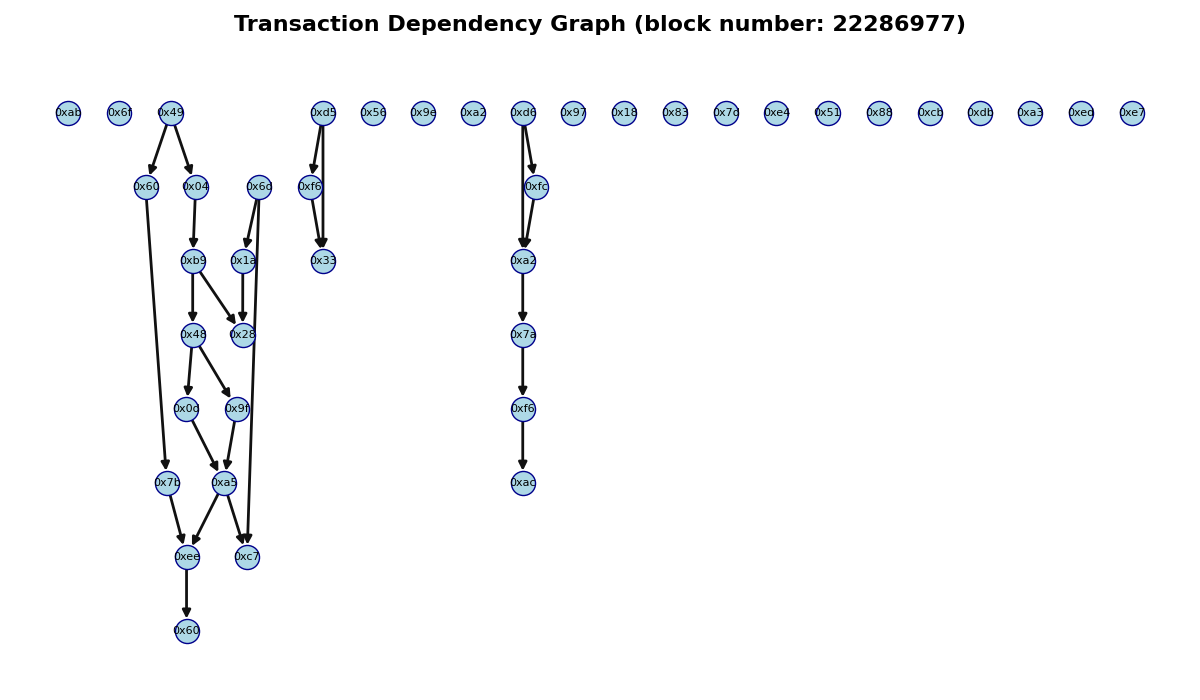 Transaction Dependency Graph (block number: 22286977)
0xab 0x6f 0x49 0xd5 0x56 0x9e 0xa2 0xd6 0x97 0x18 0x83 0x7d 0xe4 0x51 0x88 0xcb 0xdb 0xa3 0xed 0xe7
0x60 0x04 0x6d 0xf6 0xfc
0xb9 0x1a 0x33 0xa2
0x48 0x28 0x7a
0x0d 0x9f 0xf6
0x7b 0xa5 0xac
0xee 0xc7
0x60